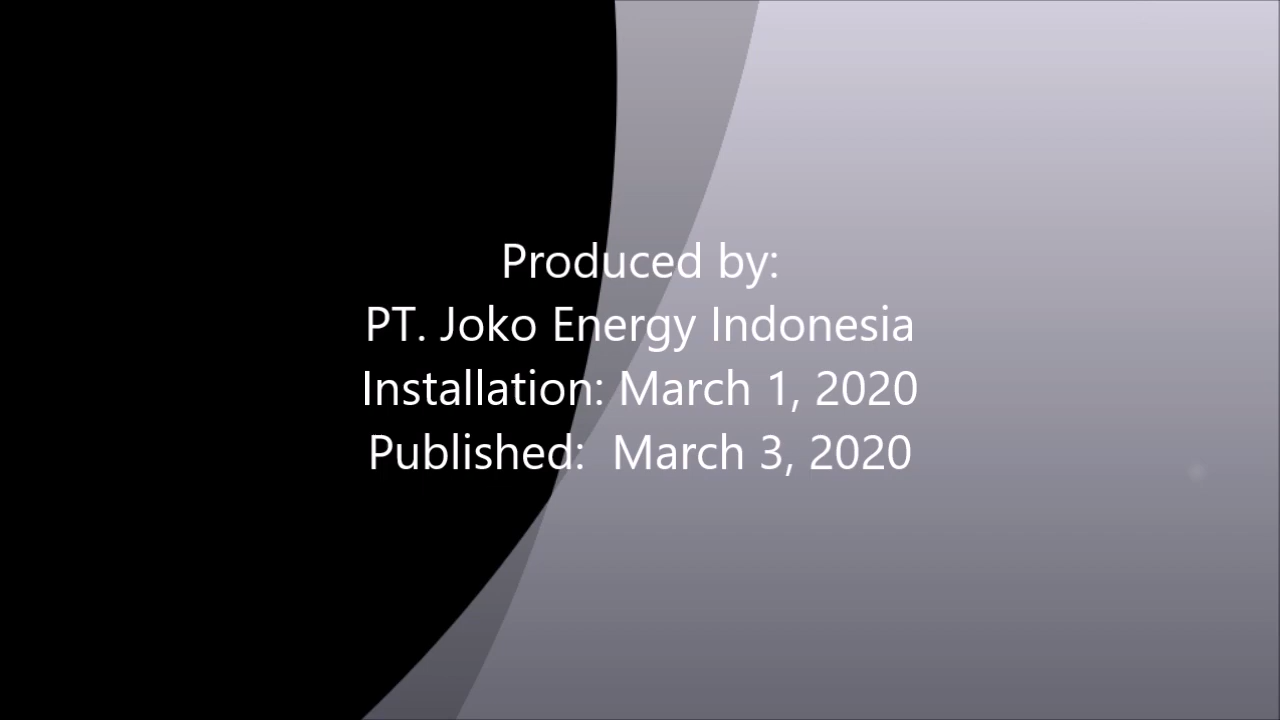 Produced by:
PT. Joko Energy Indonesia
Installation: March 1, 2020
Published:  March 3, 2020